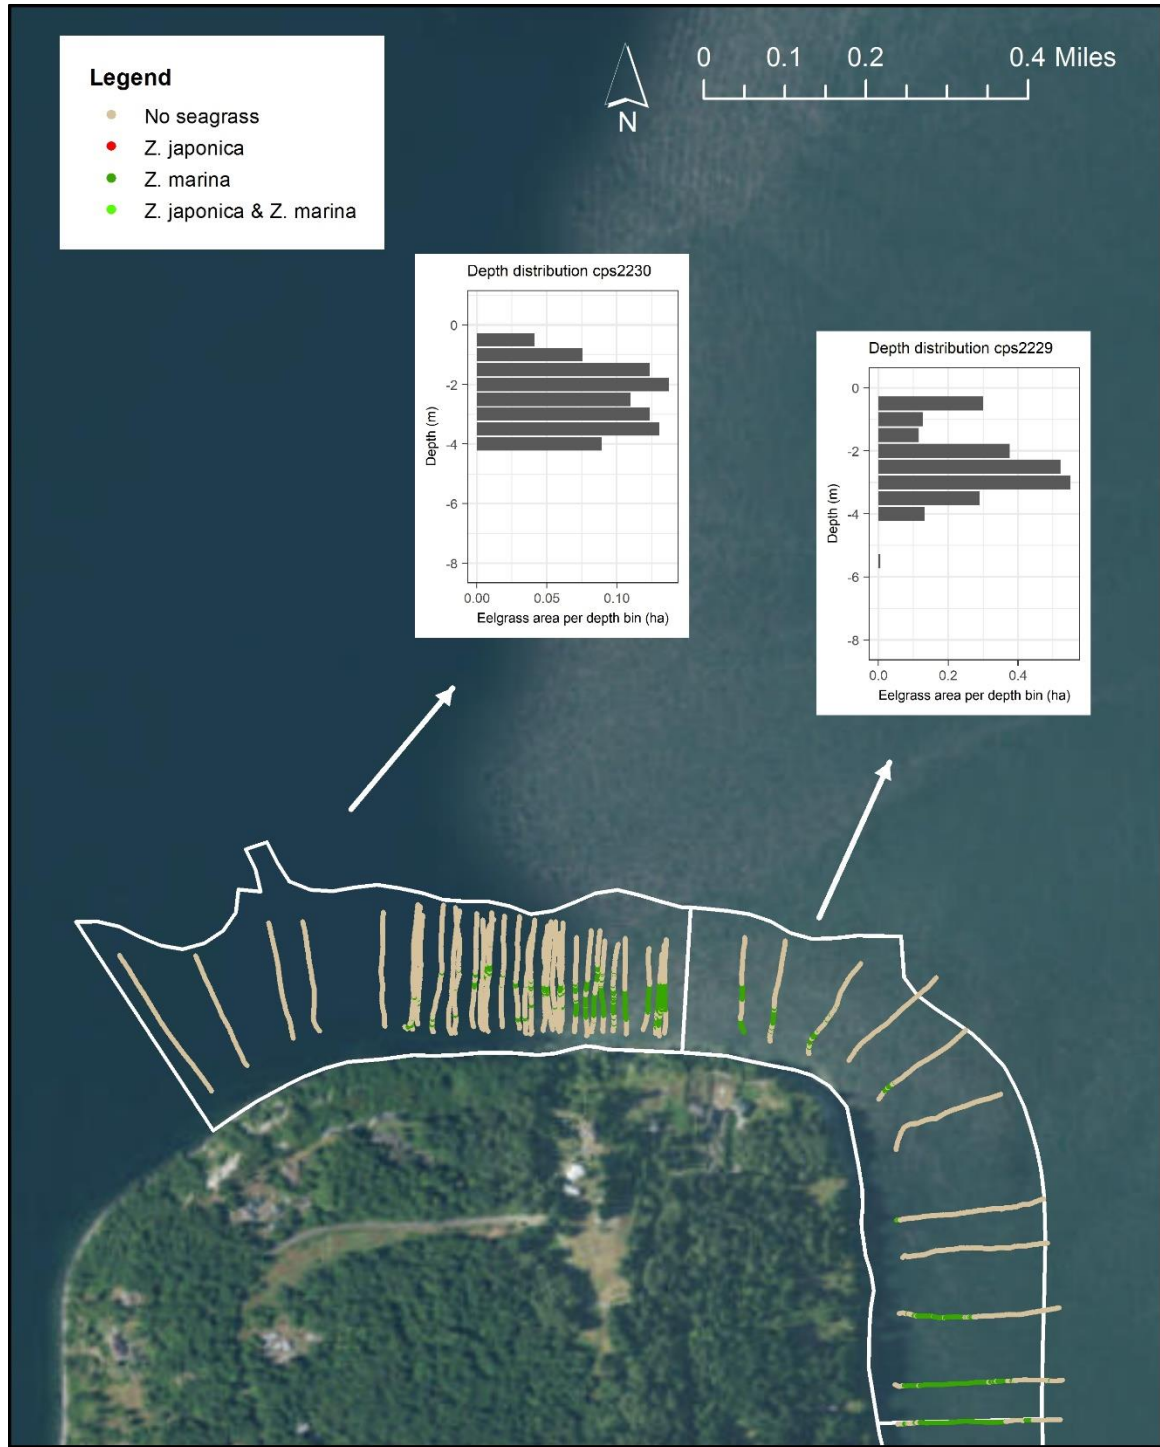 Legend
No seagrass
Z. japonica
Z. marina
Z. japonica & Z. marina
N
0 0.1 0.2 0.4 Miles
Depth distribution cps2230
Depth (m)
0
-2
-4
-6
-8
0.00 0.05 0.10
Eelgrass area per depth bin (ha)
Depth distribution cps2229
Depth (m)
0
-2
-4
-6
-8
0.0 0.2 0.4
Eelgrass area per depth bin (ha)